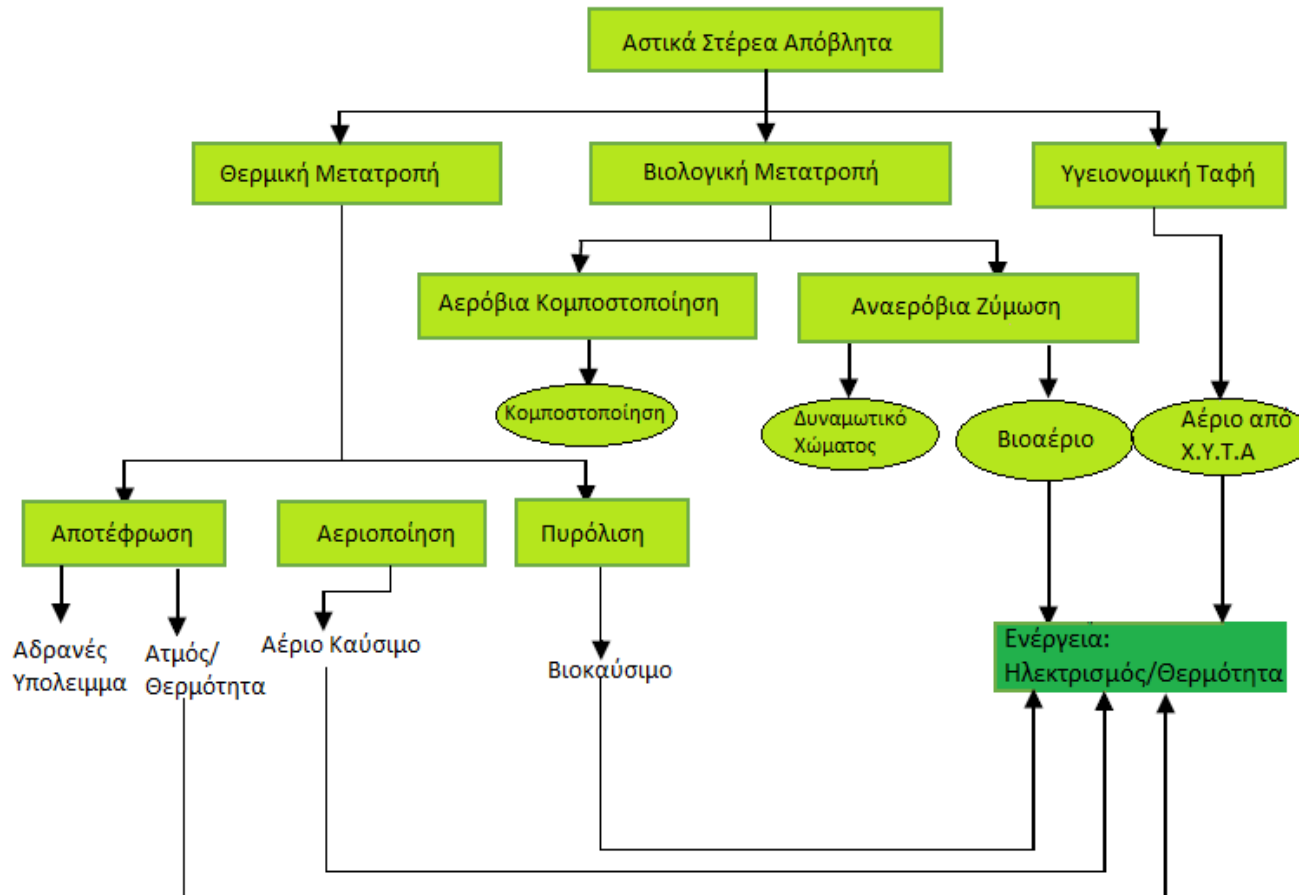 Αστικά Στέρεα Απόβλητα
Θερμική Μετατροπή
Βιολογική Μετατροπή
Υγειονομική Ταφή
Αερόβια Κομποστοποίηση
Αναερόβια Ζύμωση
Κομποστοποίηση
Δυναμωτικό
Χώματος
Βιοαέριο
Αέριο από
Χ.Υ.Τ.Α
Αποτέφρωση
Αεριοποίηση
Πυρόλιση
Αδρανές
Υπολειμμα
Ατμός/
Θερμότητα
Αέριο Καύσιμο
Βιοκαύσιμο
Ενέργεια:
Ηλεκτρισμός/Θερμότητα